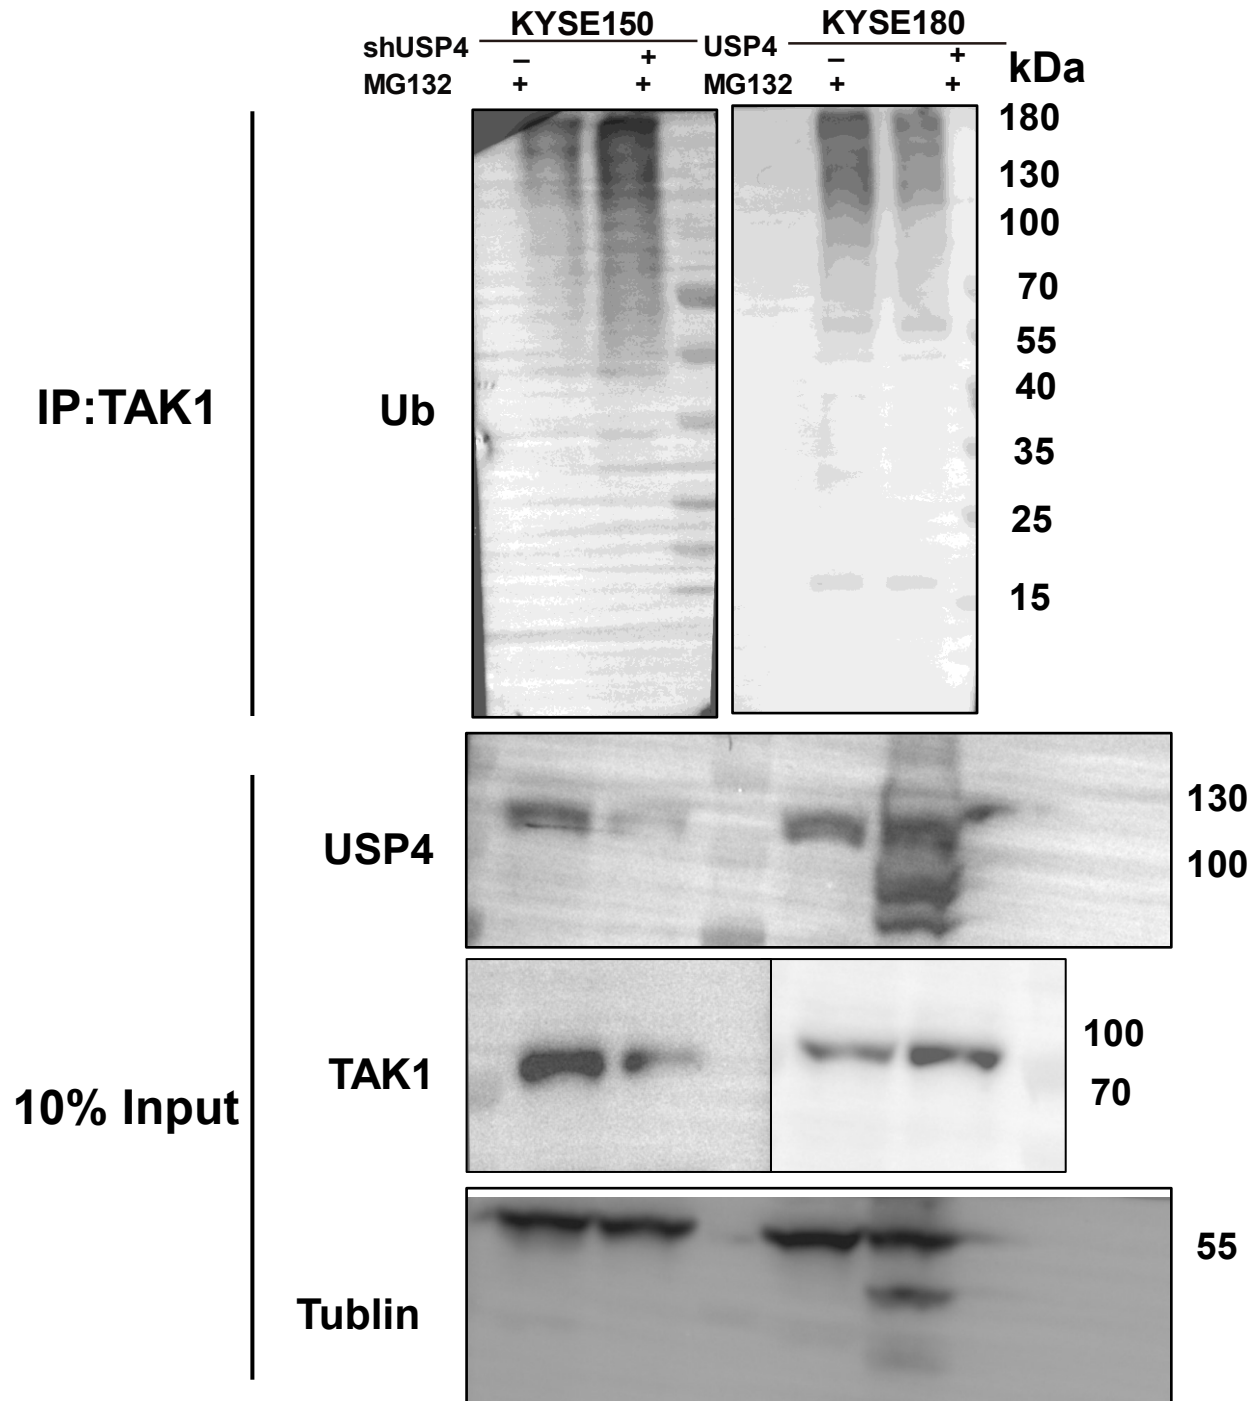 KYSE150 KYSE180
shUSP4 – + USP4 – +
MG132 + + MG132 + + kDa
180
130
100
70
55
IP:TAK1 Ub 40
35
25
15
130
USP4 100
100
TAK1 70
10% Input
55
Tublin